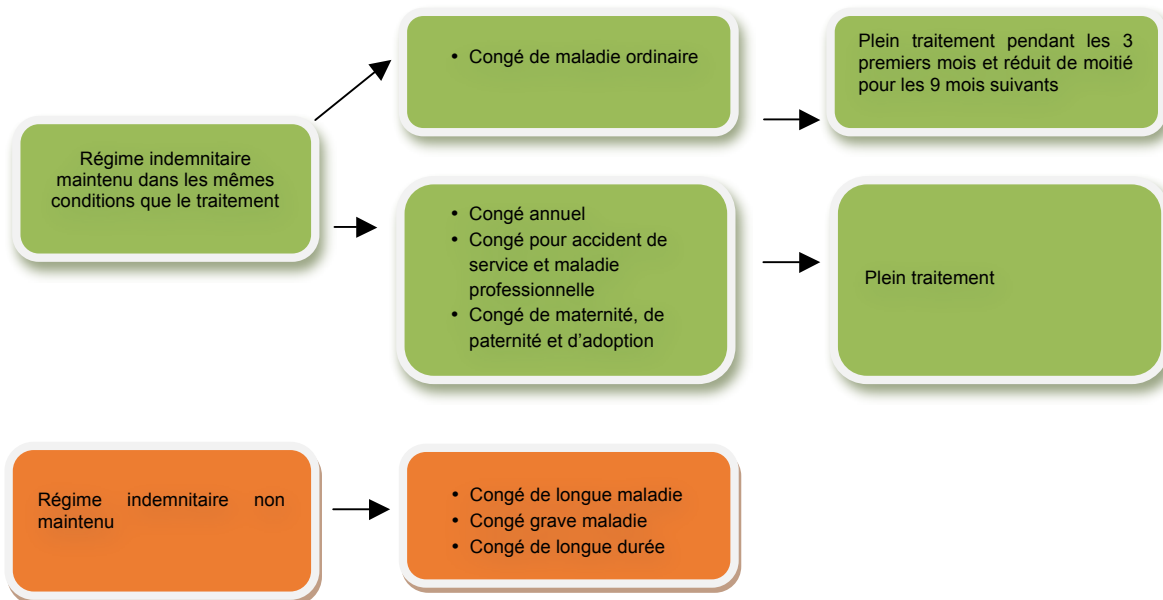 Régime indemnitaire
maintenu dans les mêmes
conditions que le traitement
• Congé de maladie ordinaire
Plein traitement pendant les 3
premiers mois et réduit de moitié
pour les 9 mois suivants
• Congé annuel
• Congé pour accident de
service et maladie
professionnelle
• Congé de maternité, de
paternité et d’adoption
Plein traitement
Régime indemnitaire non
maintenu
• Congé de longue maladie
• Congé grave maladie
• Congé de longue durée